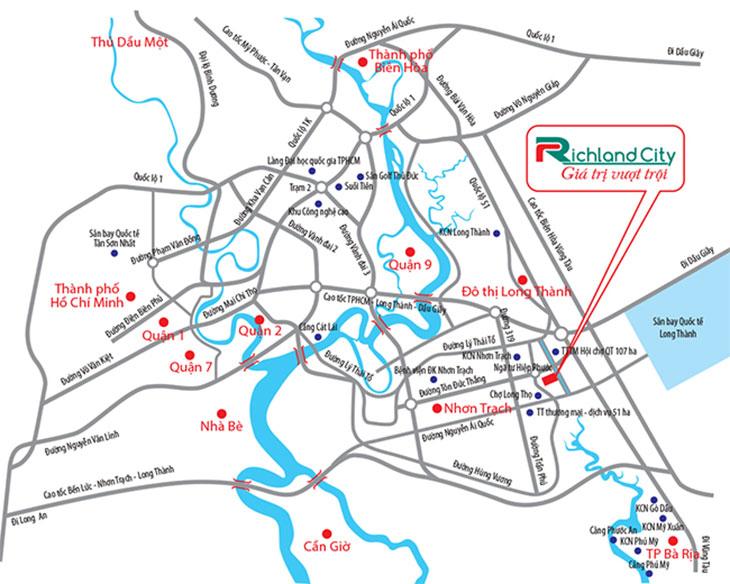 Đường Nguyễn Ái Quốc
Quốc lộ 1
Đi Dầu Giây
Thủ Dầu Một
Cao tốc Mỹ Phước - Tân Vạn
Đại lộ Bình Dương
Thành phố
Biên Hòa
Đường Bùi Văn Hòa
Đường Võ Nguyên Giáp
Quốc lộ 1
Quốc lộ 1K
Richland City
Giá trị vượt trội
Làng Đại học quốc gia TPHCM
Sân Golf Thủ Đức
Trạm 2
Suối Tiên
Khu Công nghệ cao
Quốc lộ 1
Đường Kha Vạn Cân
Quốc lộ 51
Cao tốc Biên Hòa Vũng Tàu
Sân bay Quốc tế
Tân Sơn Nhất
Đường Phạm Văn Đồng
Đường Vành đai 2
Đường Vành đai 3
KCN Long Thành
Quận 9
Đi Dầu Giây
Thành phố
Hồ Chí Minh
Đường Điện Biên Phủ
Đường Mai Chí Thọ
Cao tốc TPHCM - Long Thành - Dầu Giây
Đô thị Long Thành
Sân bay Quốc tế
Long Thành
Quận 1
Quận 2
Quận 7
Cảng Cát Lái
Đường Võ Văn Kiệt
Đường 319
Đường Lý Thái Tổ
Đường Lý Thái Tổ
KCN Nhơn Trạch
TTTM Hội chợ QT 107 ha
Ngã tư Hiệp Phước
Bệnh viện ĐK Nhơn Trạch
Đường Tôn Đức Thắng
Chợ Long Thọ
Nhơn Trạch
TT thương mại - dịch vụ 51 ha
Nhà Bè
Đường Nguyễn Ái Quốc
Đường Nguyễn Văn Linh
Đường Hùng Vương
Đường Trần Phú
Cao tốc Bến Lức - Nhơn Trạch - Long Thành
Đi Long An
Cần Giờ
KCN Gò Dầu
KCN Mỹ Xuân
Cảng Phước An
KCN Phú Mỹ
TP Bà Rịa
Cảng Phú Mỹ
Đi Vũng Tàu